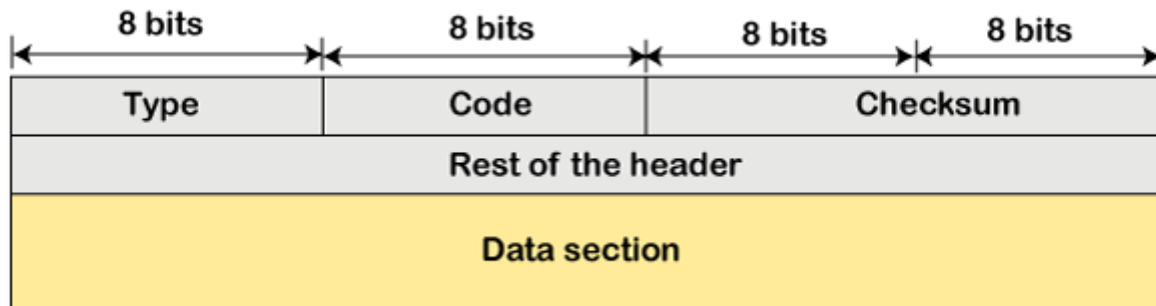 8 bits 8 bits 8 bits 8 bits
Type Code Checksum
Rest of the header
Data section